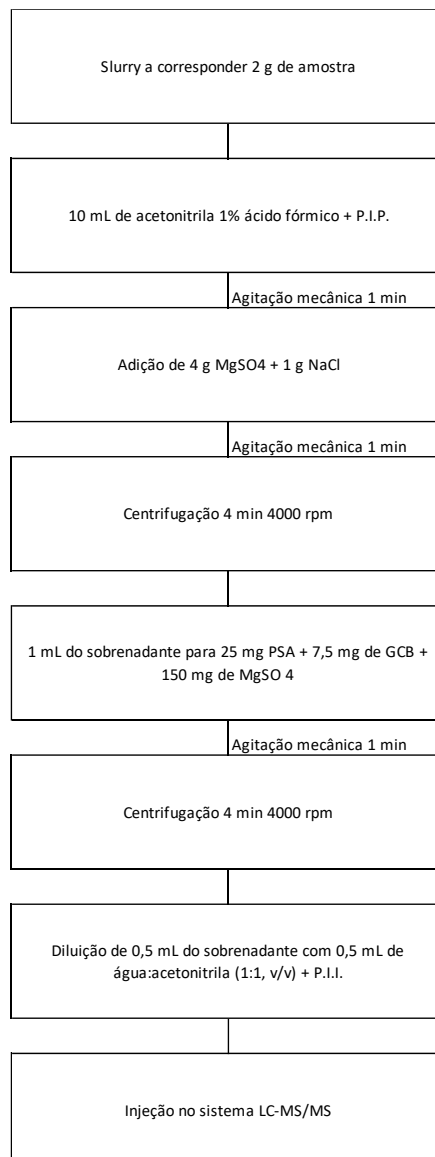 Slurry a corresponder 2 g de amostra
10 mL de acetonitrila 1% ácido fórmico + P.I.P.
Agitação mecânica 1 min
Adição de 4 g MgSO4 + 1 g NaCl
Agitação mecânica 1 min
Centrifugação 4 min 4000 rpm
1 mL do sobrenadante para 25 mg PSA + 7,5 mg de GCB +
150 mg de MgSO 4
Agitação mecânica 1 min
Centrifugação 4 min 4000 rpm
Diluição de 0,5 mL do sobrenadante com 0,5 mL de
água:acetonitrila (1:1, v/v) + P.I.I.
Injeção no sistema LC-MS/MS